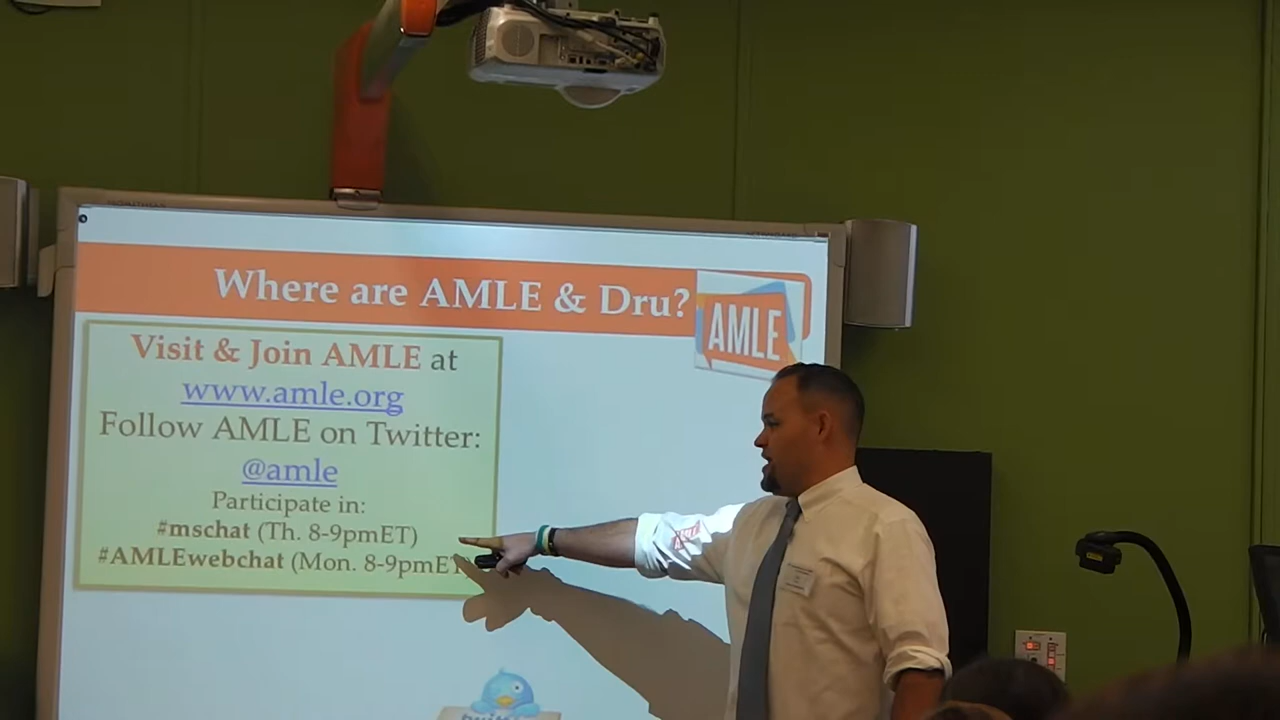 Where are AMLE & Dru?
AMLE
Visit & Join AMLE at
www.amle.org
Follow AMLE on Twitter:
@amle
Participate in:
#mschat (Th. 8-9pmET)
#AMLEwebchat (Mon. 8-9pmET
twitter